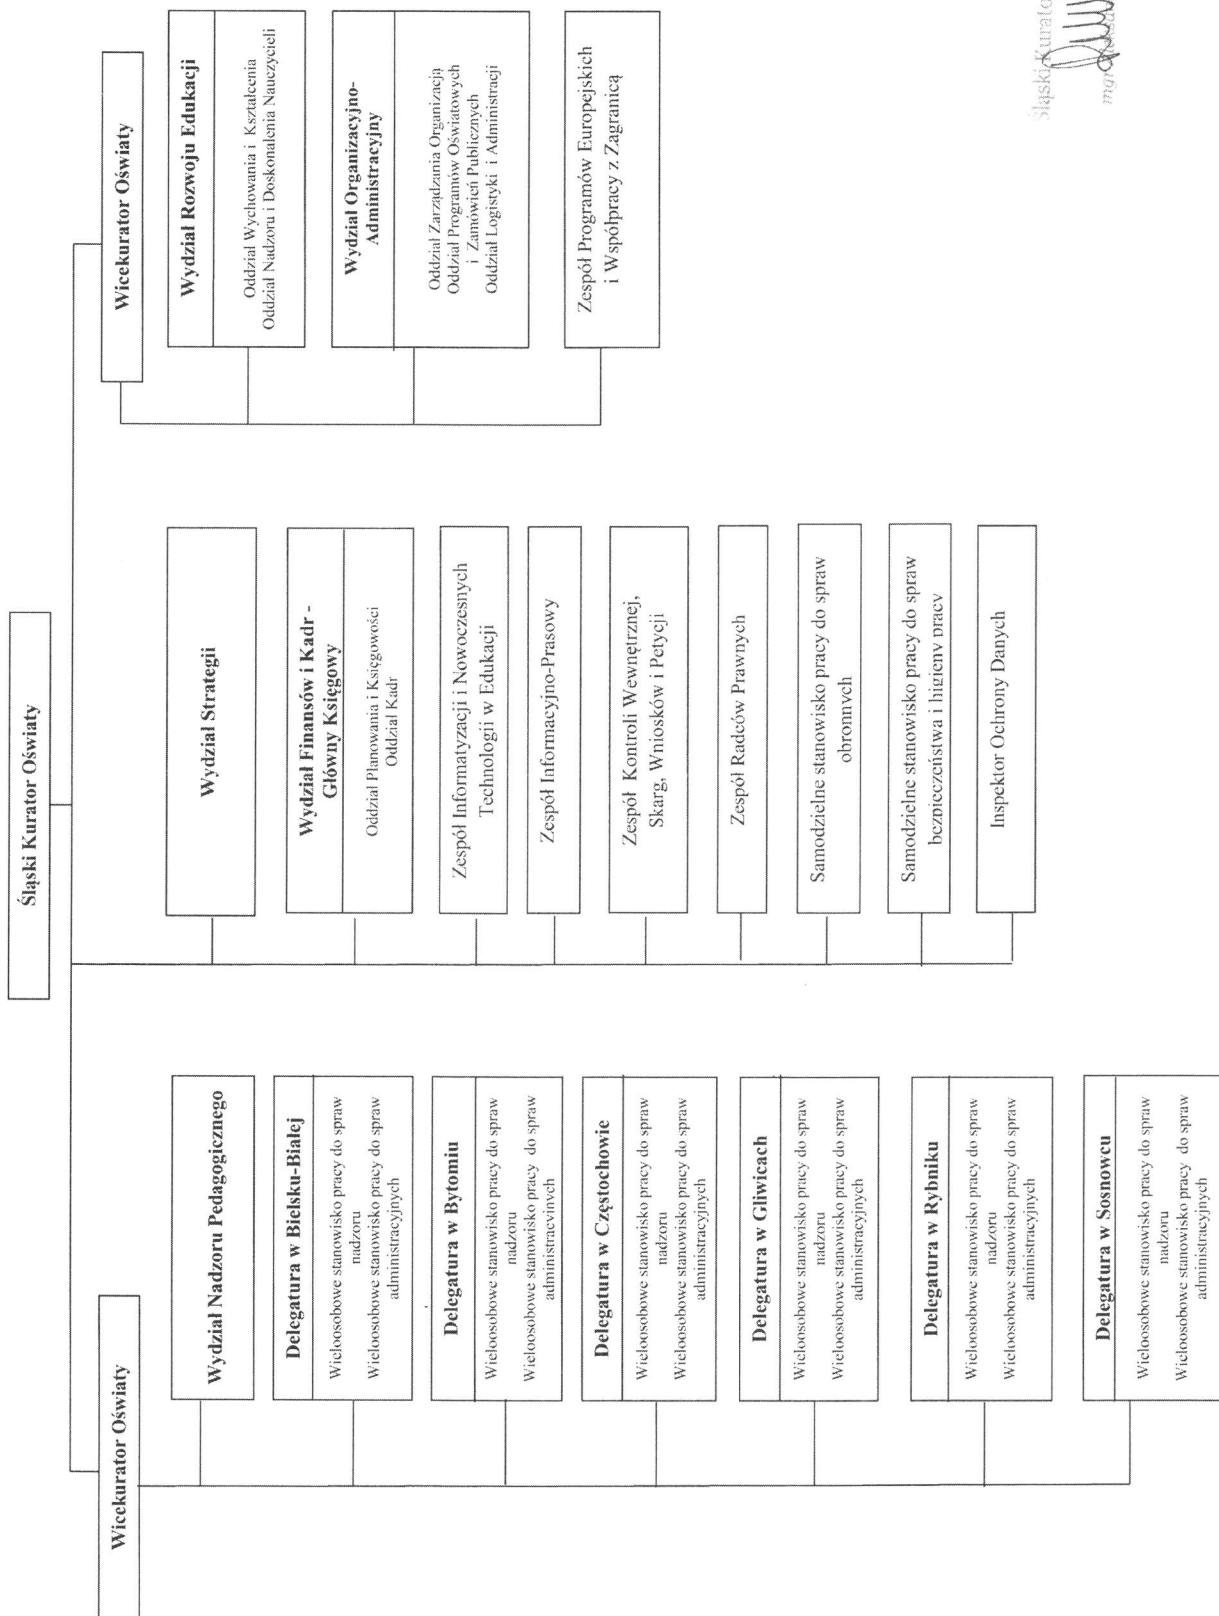 Śląski Kurator Oświaty
Wicekurator Oświaty
Wydział Nadzoru Pedagogicznego
Delegatura w Bielsku-Białej
Wieloosobowe stanowisko pracy do spraw
nadzoru
Wieloosobowe stanowisko pracy do spraw
administracyjnych
Delegatura w Bytomiu
Wieloosobowe stanowisko pracy do spraw
nadzoru
Wieloosobowe stanowisko pracy do spraw
administracyjnych
Delegatura w Częstochowie
Wieloosobowe stanowisko pracy do spraw
nadzoru
Wieloosobowe stanowisko pracy do spraw
administracyjnych
Delegatura w Gliwicach
Wieloosobowe stanowisko pracy do spraw
nadzoru
Wieloosobowe stanowisko pracy do spraw
administracyjnych
Delegatura w Rybniku
Wieloosobowe stanowisko pracy do spraw
nadzoru
Wieloosobowe stanowisko pracy do spraw
administracyjnych
Delegatura w Sosnowcu
Wieloosobowe stanowisko pracy do spraw
nadzoru
Wieloosobowe stanowisko pracy do spraw
administracyjnych
Wydział Strategii
Wydział Finansów i Kadr -
Główny Księgowy
Oddział Planowania i Księgowości
Oddział Kadr
Zespół Informatyzacji i Nowoczesnych
Technologii w Edukacji
Zespół Informacyjno-Prasowy
Zespół Kontroli Wewnętrznej,
Skarg, Wniosków i Petycji
Zespół Radców Prawnych
Samodzielne stanowisko pracy do spraw
obronnych
Samodzielne stanowisko pracy do spraw
bezpieczeństwa i higieny pracy
Inspektor Ochrony Danych
Wicekurator Oświaty
Wydział Rozwoju Edukacji
Oddział Wychowania i Kształcenia
Oddział Nadzoru i Doskonalenia Nauczycieli
Wydział Organizacyjno-
Administracyjny
Oddział Zarządzania Organizacją
Oddział Programów Oświatowych
i Zamówień Publicznych
Oddział Logistyki i Administracji
Zespół Programów Europejskich
i Współpracy z Zagranicą
Śląski Kurato
mgr